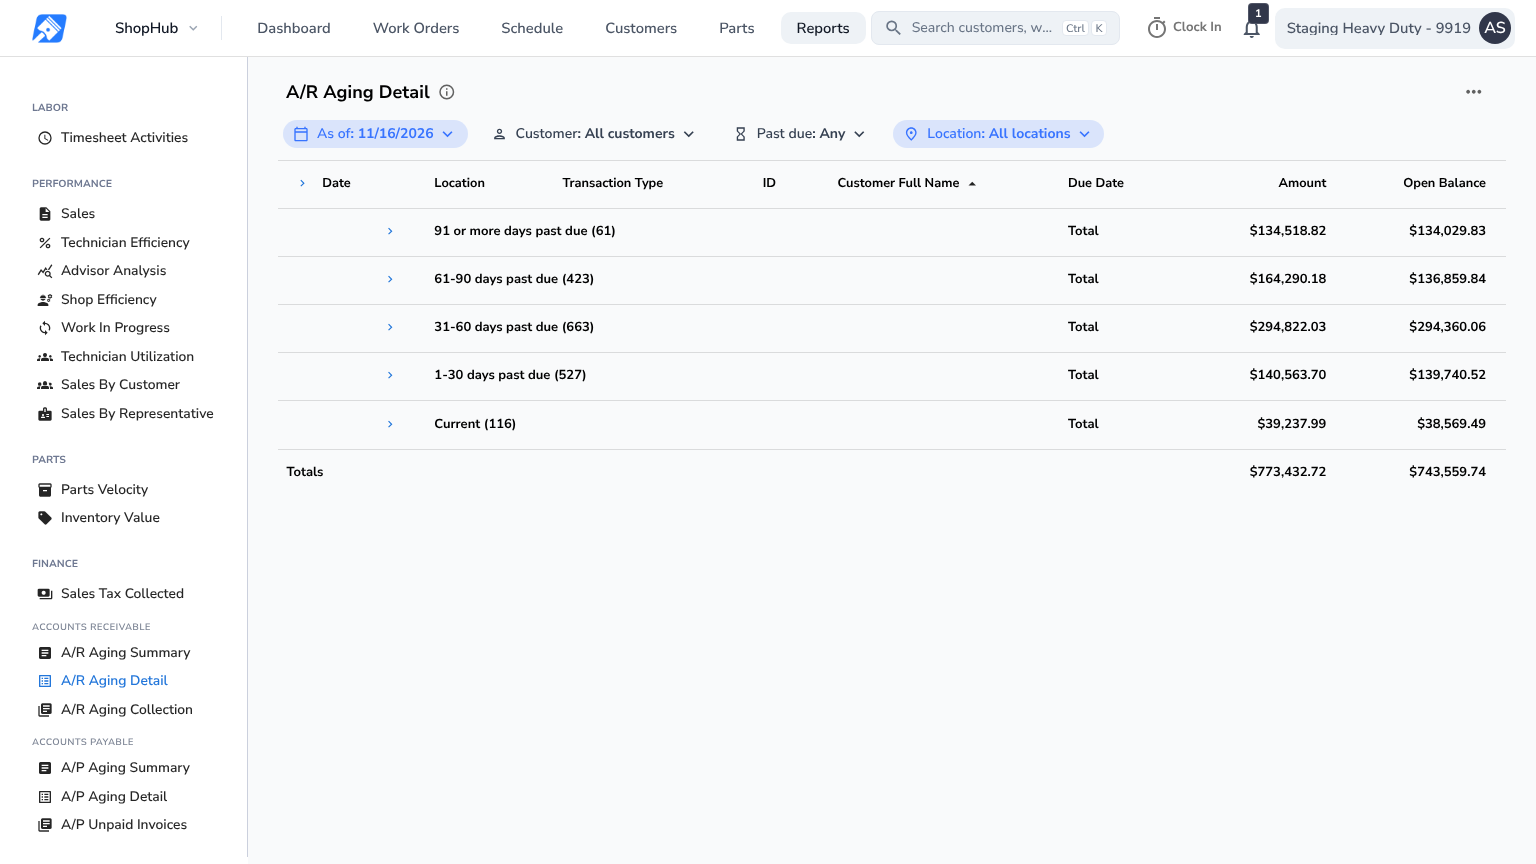 ShopHub
Dashboard
Work Orders
Schedule
Customers
Parts
Reports
Search customers, w... Ctrl K
Clock In
1
Staging Heavy Duty - 9919 AS
LABOR
Timesheet Activities
PERFORMANCE
Sales
Technician Efficiency
Advisor Analysis
Shop Efficiency
Work In Progress
Technician Utilization
Sales By Customer
Sales By Representative
PARTS
Parts Velocity
Inventory Value
FINANCE
Sales Tax Collected
ACCOUNTS RECEIVABLE
A/R Aging Summary
A/R Aging Detail
A/R Aging Collection
ACCOUNTS PAYABLE
A/P Aging Summary
A/P Aging Detail
A/P Unpaid Invoices
A/R Aging Detail
As of: 11/16/2026 Customer: All customers Past due: Any Location: All locations
Date Location Transaction Type ID Customer Full Name Due Date Amount Open Balance
91 or more days past due (61) Total $134,518.82 $134,029.83
61-90 days past due (423) Total $164,290.18 $136,859.84
31-60 days past due (663) Total $294,822.03 $294,360.06
1-30 days past due (527) Total $140,563.70 $139,740.52
Current (116) Total $39,237.99 $38,569.49
Totals $773,432.72 $743,559.74